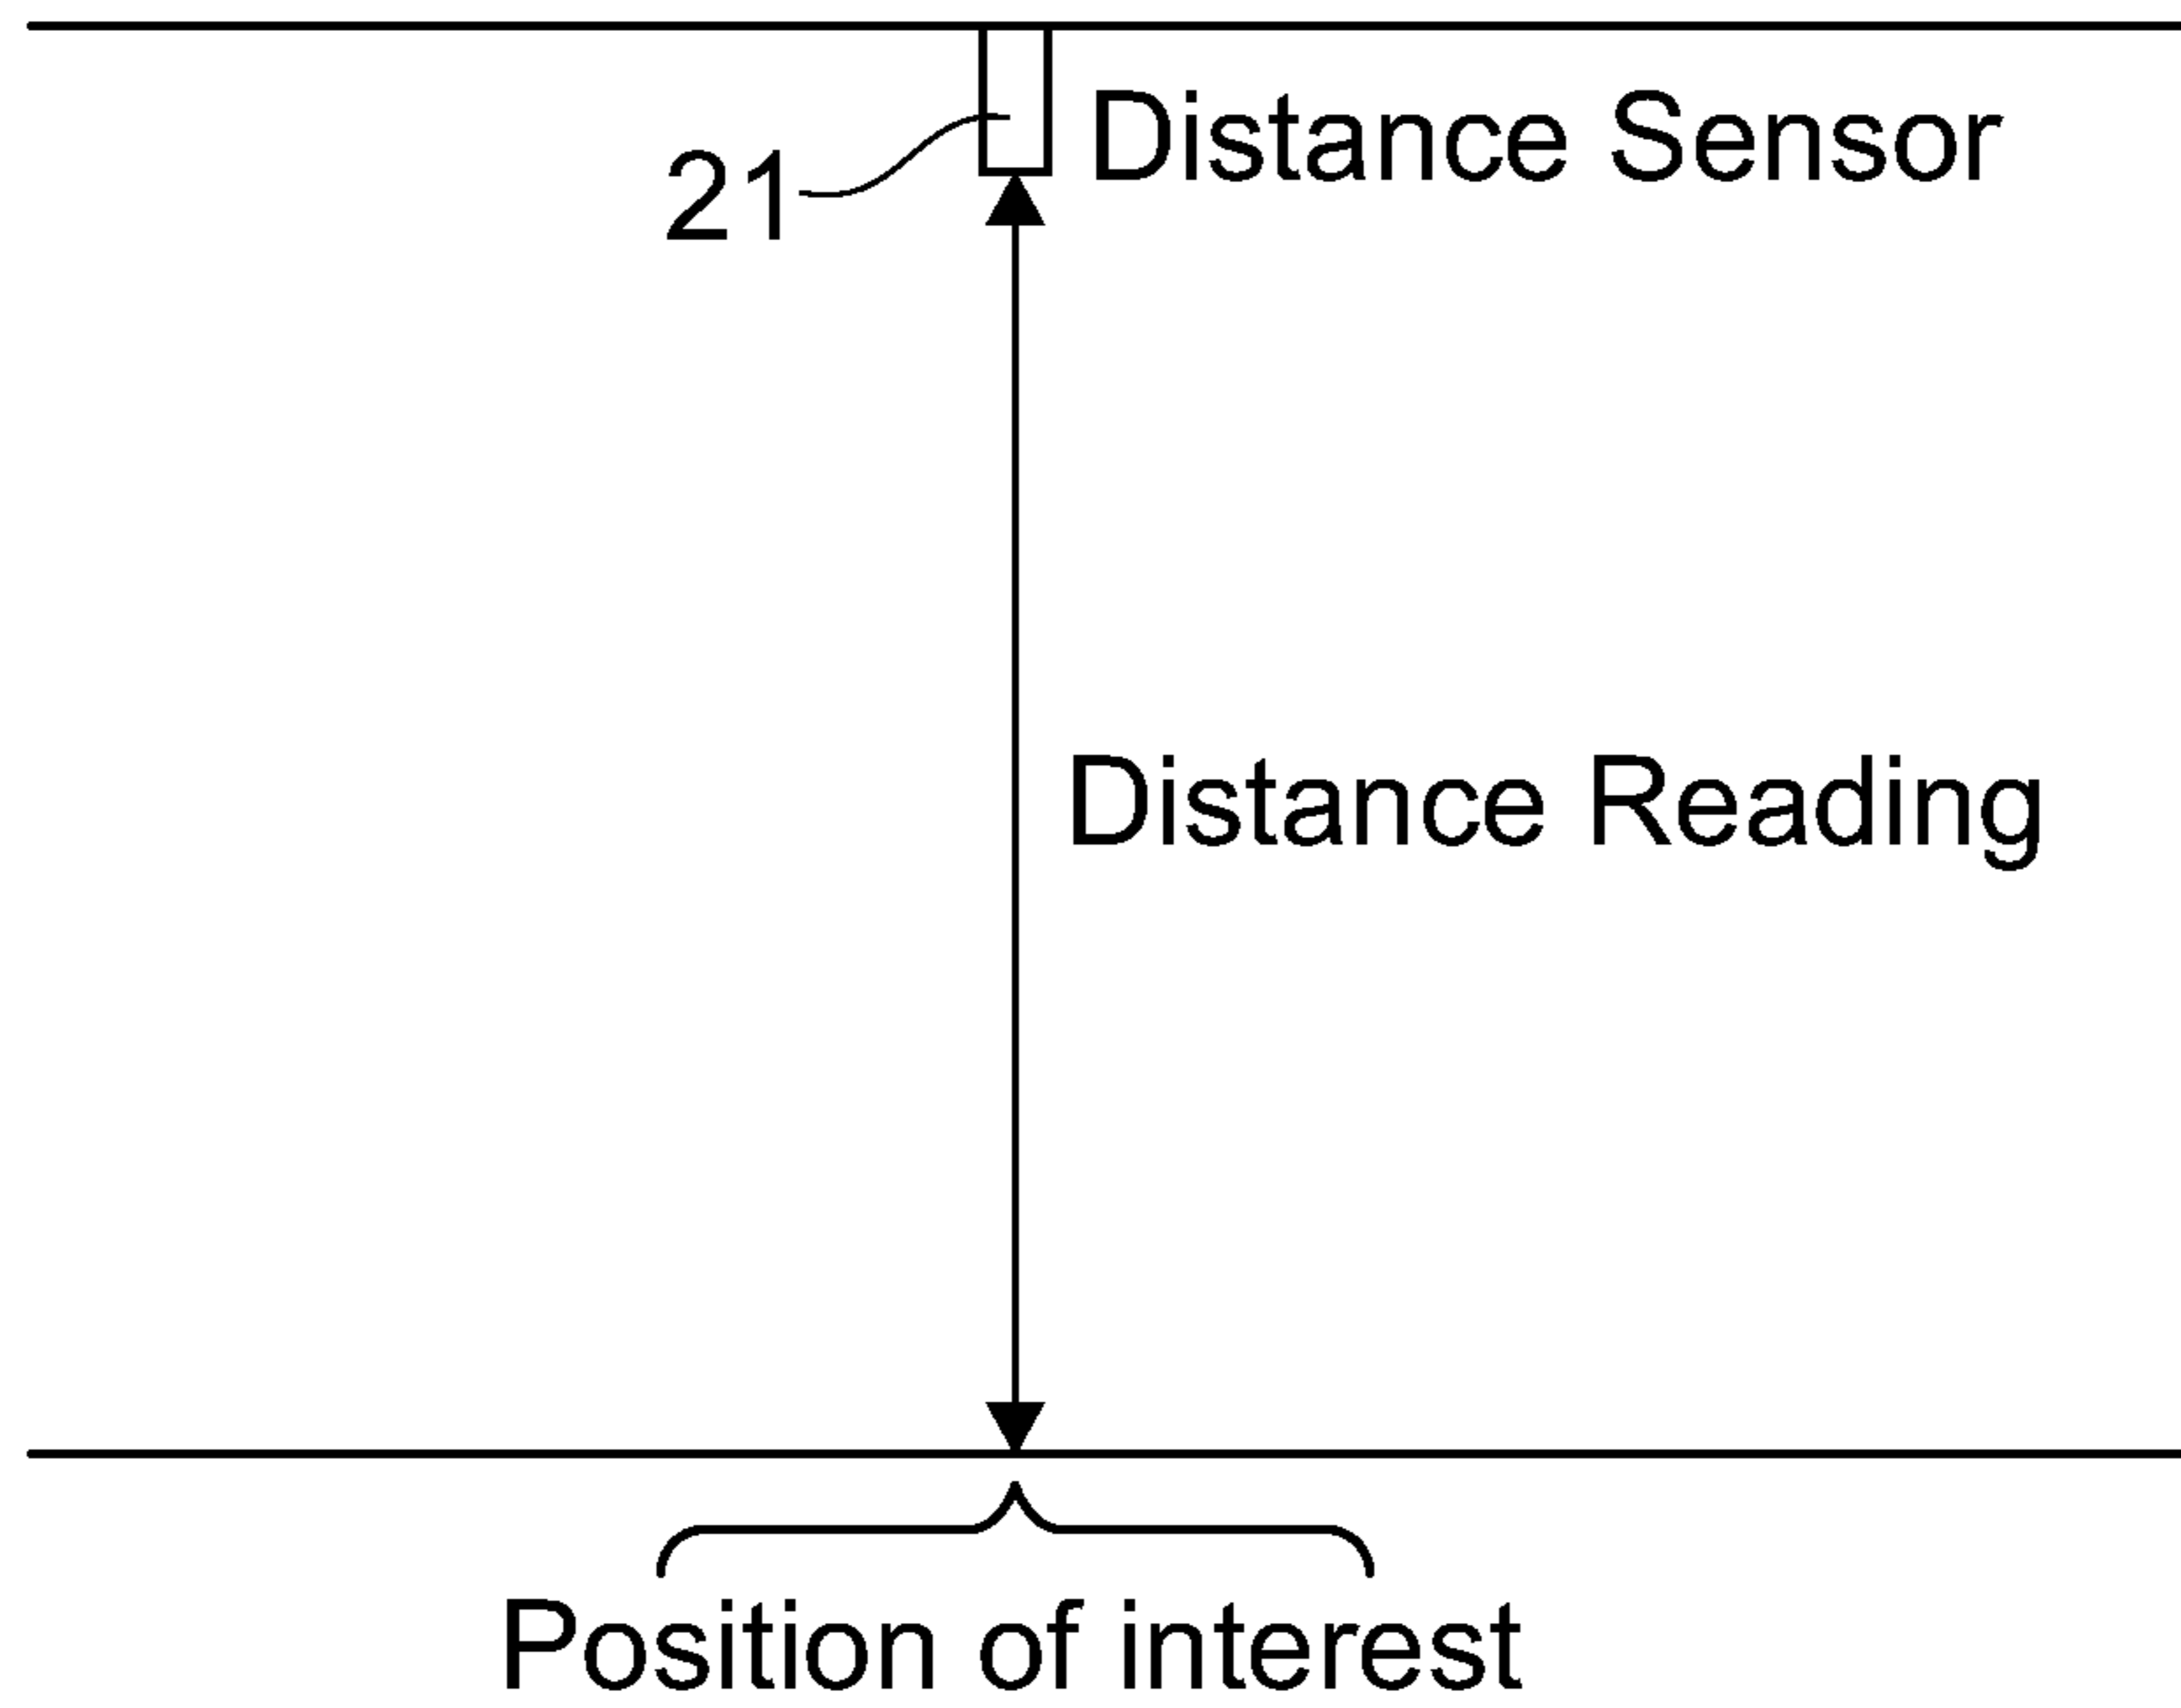 Distance Sensor
21
Distance Reading
Position of interest